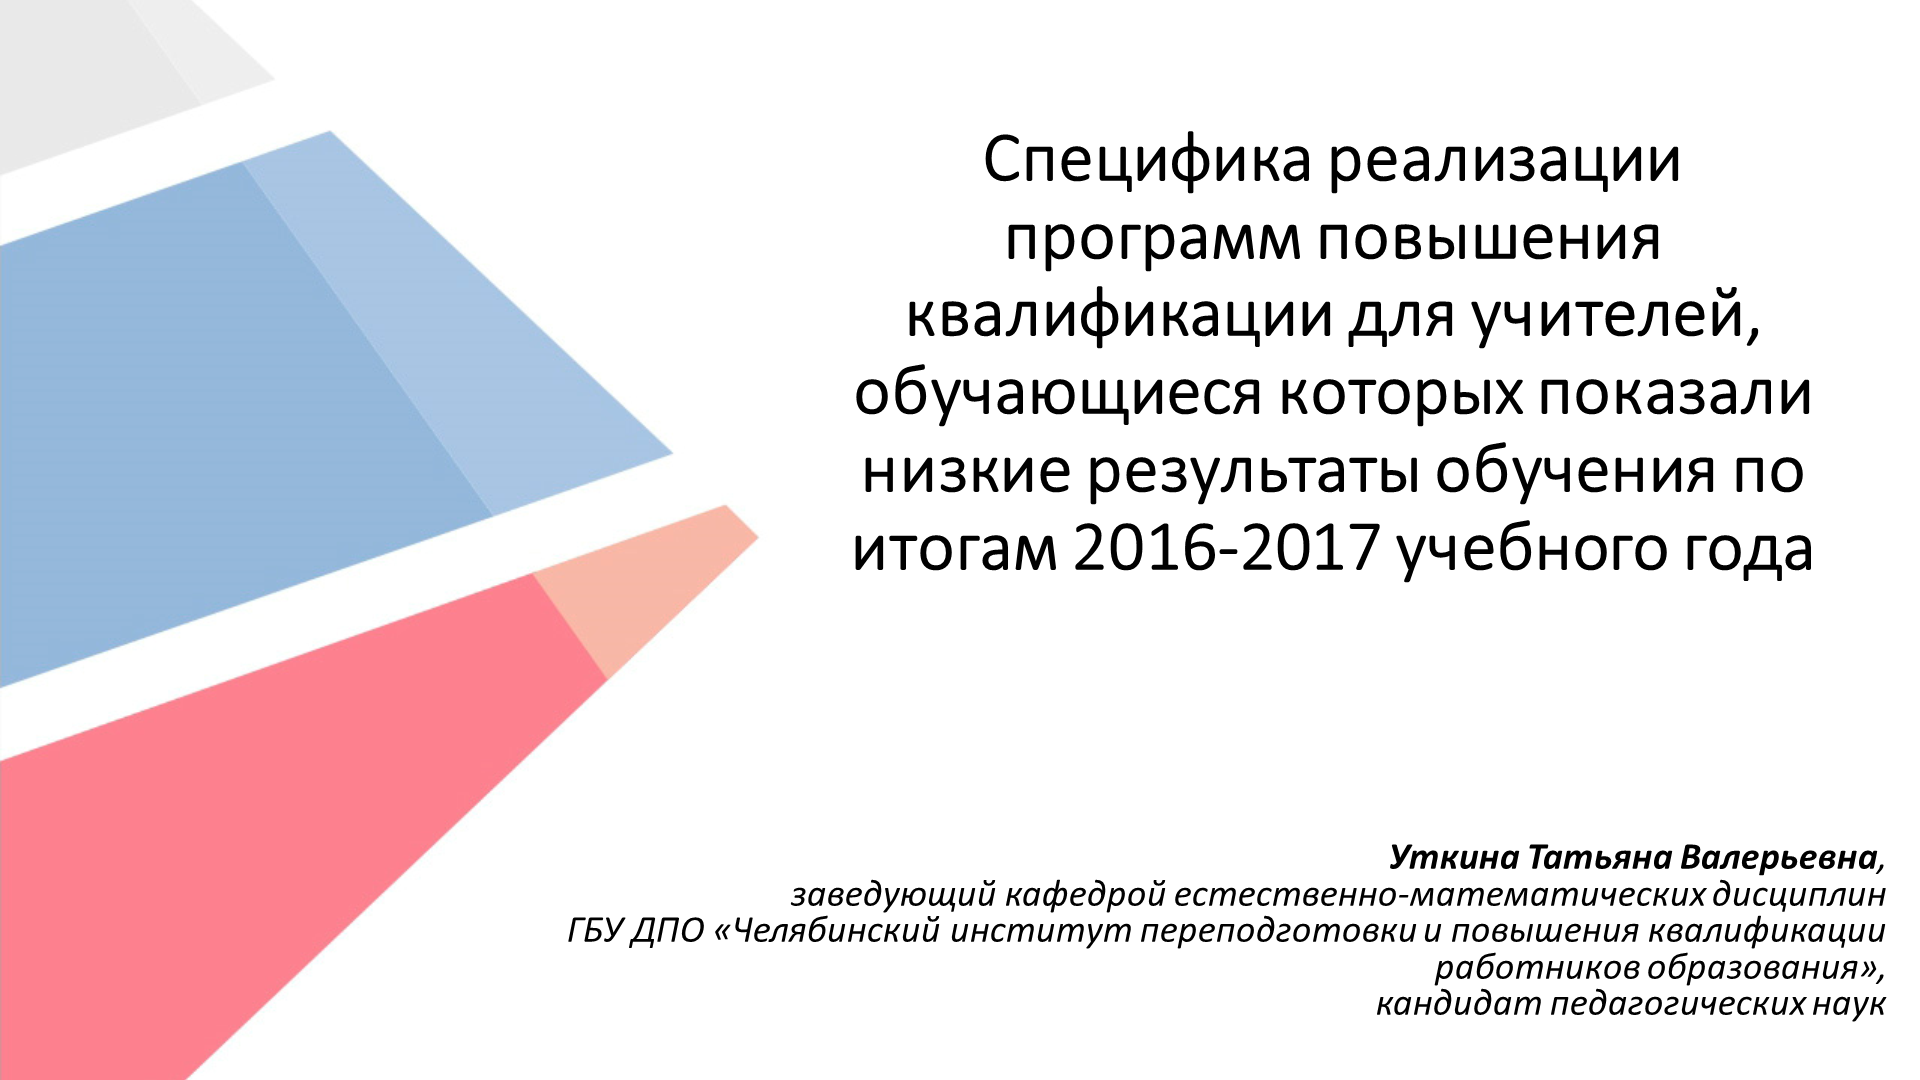 Специфика реализации
программ повышения
квалификации для учителей,
обучающиеся которых показали
низкие результаты обучения по
итогам 2016-2017 учебного года
Уткина Татьяна Валерьевна,
заведующий кафедрой естественно-математических дисциплин
ГБУ ДПО «Челябинский институт переподготовки и повышения квалификации
работников образования»,
кандидат педагогических наук